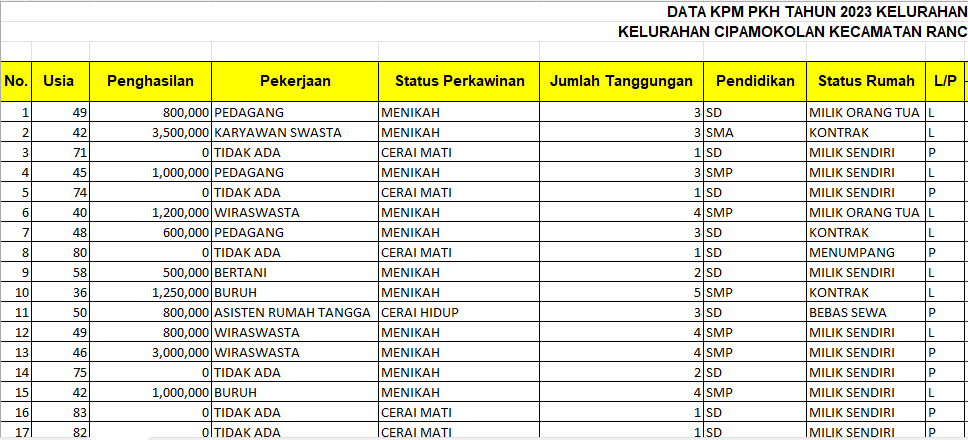 DATA KPM PKH TAHUN 2023 KELURAHAN
KELURAHAN CIPAMOKOLAN KECAMATAN RANC
No. Usia Penghasilan Pekerjaan Status Perkawinan Jumlah Tanggungan Pendidikan Status Rumah L/P
1 49 800,000 PEDAGANG MENIKAH 3 SD MILIK ORANG TUA L
2 42 3,500,000 KARYAWAN SWASTA MENIKAH 3 SMA KONTRAK L
3 71 0 TIDAK ADA CERAI MATI 1 SD MILIK SENDIRI P
4 45 1,000,000 PEDAGANG MENIKAH 3 SMP MILIK SENDIRI L
5 74 0 TIDAK ADA CERAI MATI 1 SD MILIK SENDIRI P
6 40 1,200,000 WIRASWASTA MENIKAH 4 SMP MILIK ORANG TUA L
7 48 600,000 PEDAGANG MENIKAH 3 SD KONTRAK L
8 80 0 TIDAK ADA CERAI MATI 1 SD MENUMPANG P
9 58 500,000 BERTANI MENIKAH 2 SD MILIK SENDIRI L
10 36 1,250,000 BURUH MENIKAH 5 SMP KONTRAK L
11 50 800,000 ASISTEN RUMAH TANGGA CERAI HIDUP 3 SD BEBAS SEWA P
12 49 800,000 WIRASWASTA MENIKAH 4 SMP MILIK SENDIRI L
13 46 3,000,000 WIRASWASTA MENIKAH 4 SMP MILIK SENDIRI P
14 75 0 TIDAK ADA MENIKAH 2 SD MILIK SENDIRI P
15 42 1,000,000 BURUH MENIKAH 4 SMP MILIK SENDIRI L
16 83 0 TIDAK ADA CERAI MATI 1 SD MILIK SENDIRI P
17 82 0 TIDAK ADA CERAI MATI 1 SD MILIK SENDIRI P